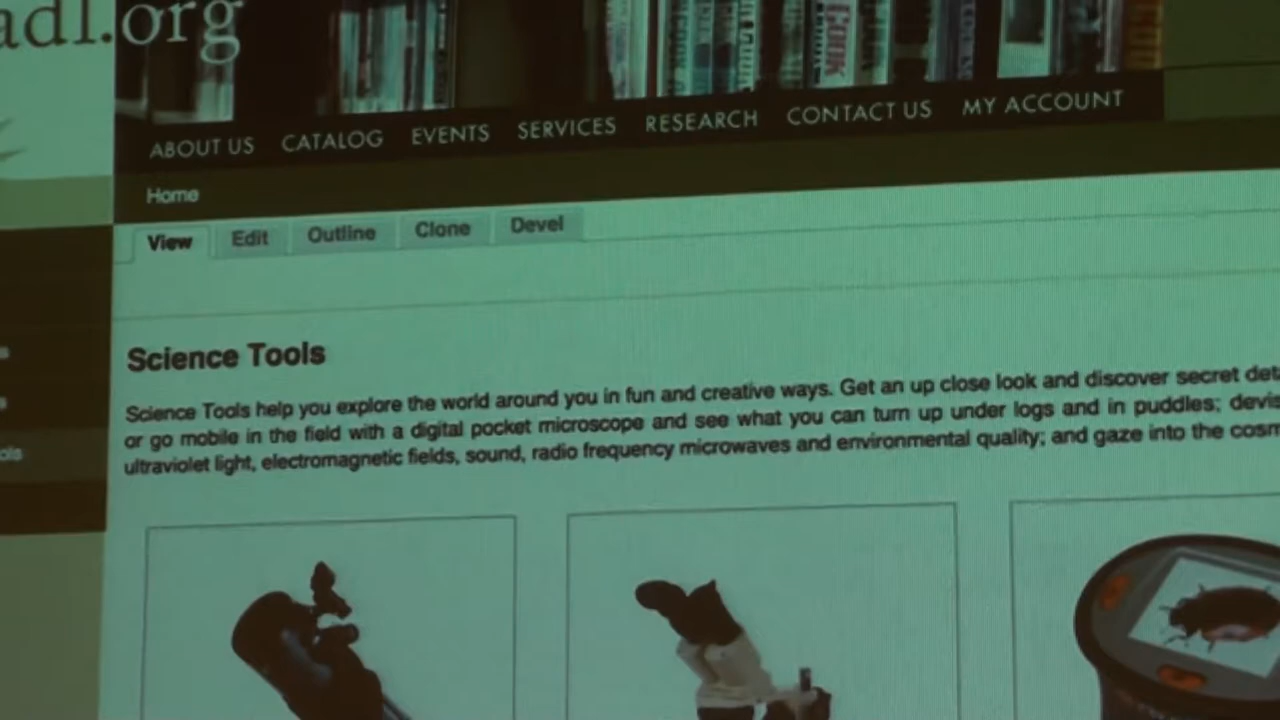 adl.org
COOK
ABOUT US CATALOG EVENTS SERVICES RESEARCH CONTACT US MY ACCOUNT
Home
View Edit Outline Clone Devel
Science Tools
Science Tools help you explore the world around you in fun and creative ways. Get an up close look and discover secret det
or go mobile in the field with a digital pocket microscope and see what you can turn up under logs and in puddles; devis
ultraviolet light, electromagnetic fields, sound, radio frequency microwaves and environmental quality; and gaze into the cosm